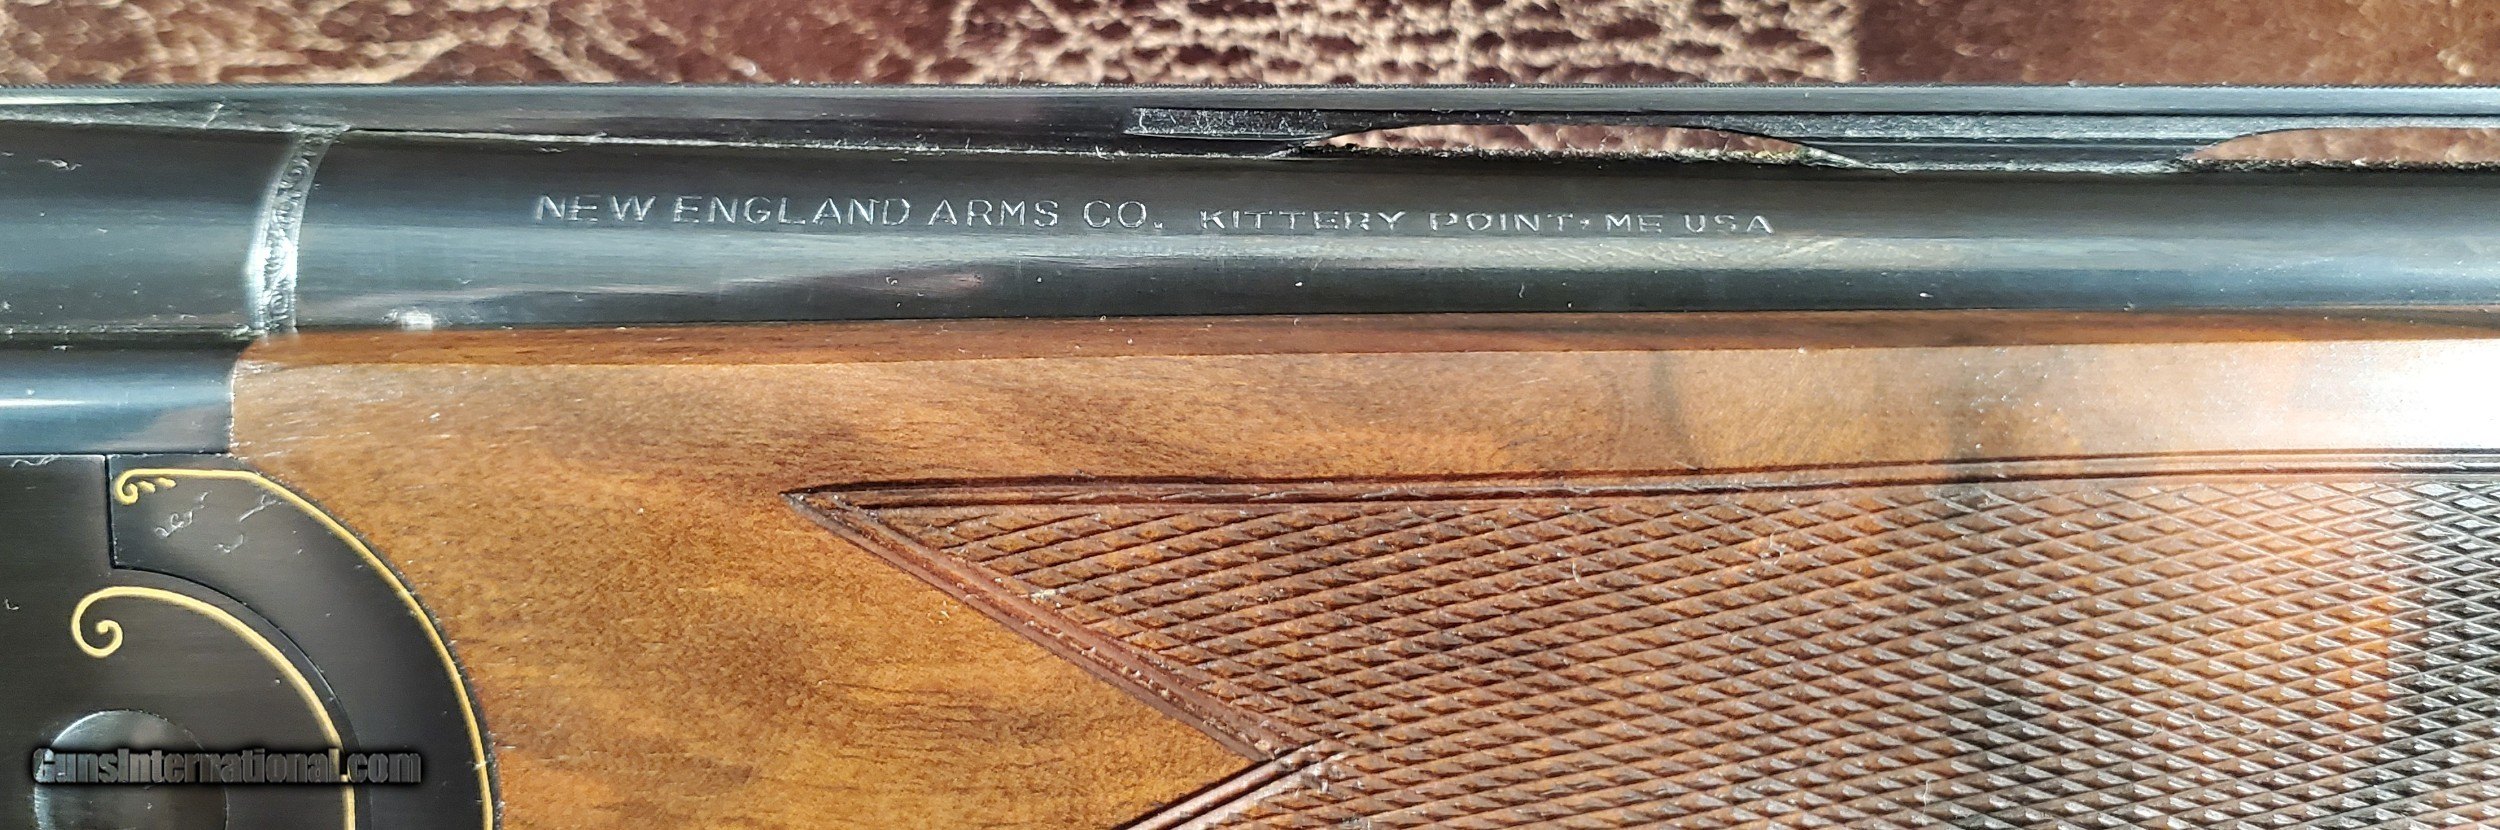 NEW ENGLAND ARMS CO. KITTERY POINT, ME USA
GunsInternational.com